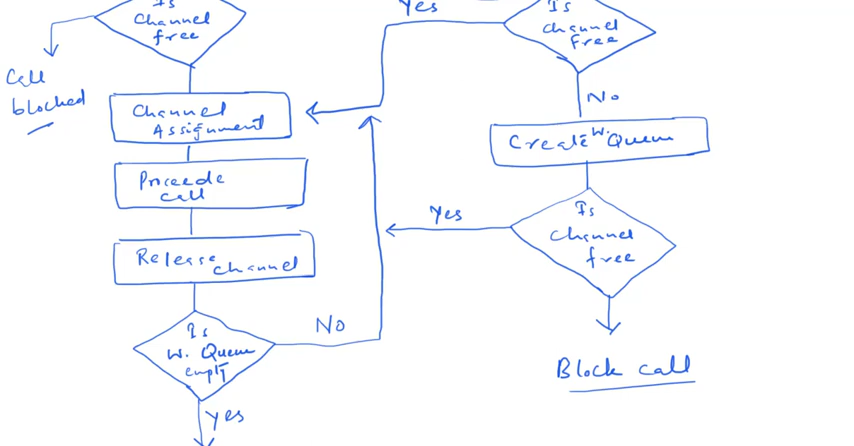 Is
Channel
free
Call
blocked
Channel
Assignment
Proceede
call
Release channel
Is
W. Queue
empty
No
Yes
Yes
Is
channel
free
No
Create W. Queue
Yes
Is
channel
free
Block call